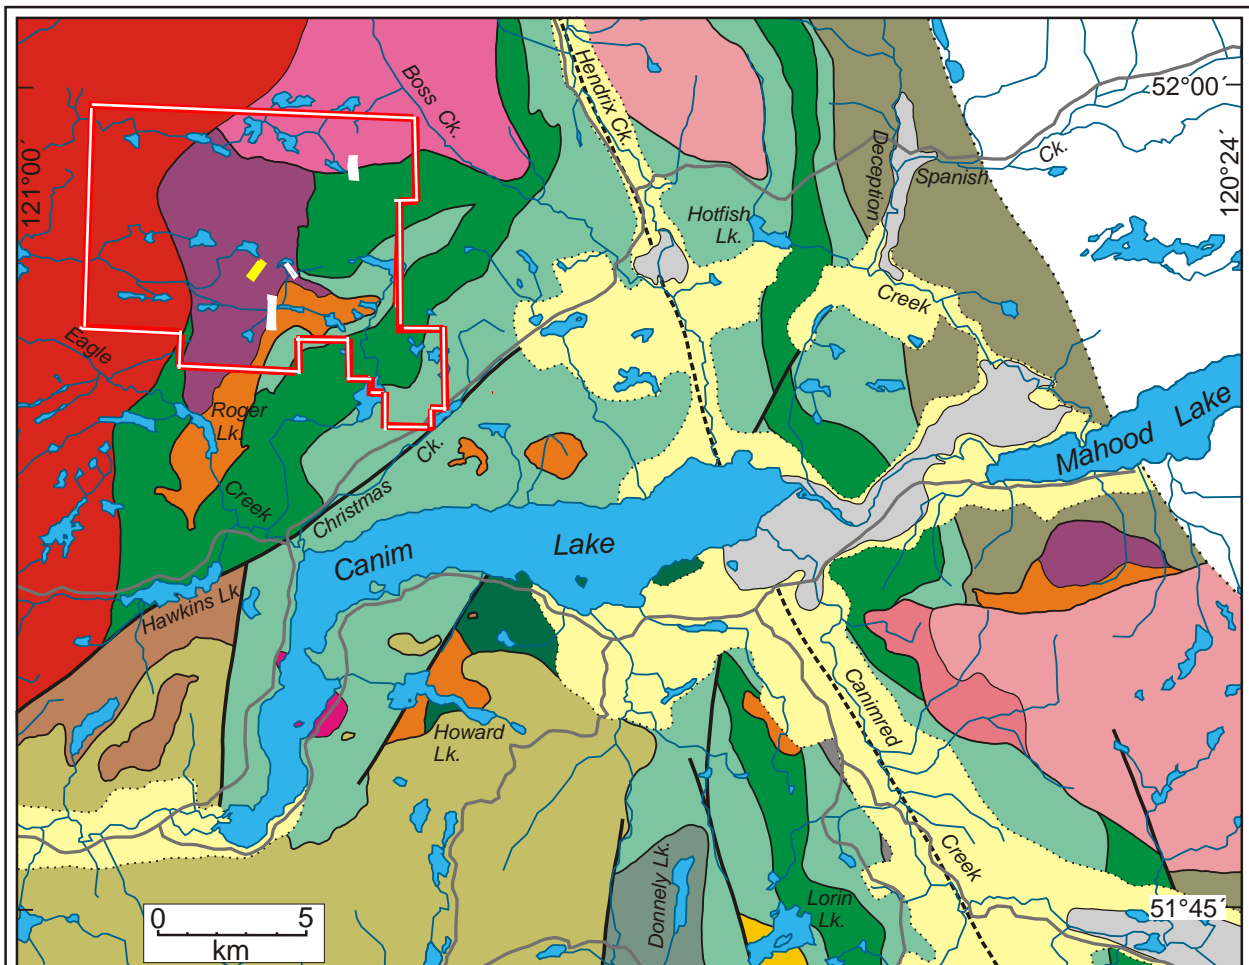 Hendrix Ck.
Boss Ck.
52°00´
Ck.
Deception
Spanish
121°00´
120°24´
Hotfish
Lk.
Creek
Eagle
Roger
Lk.
Creek
Ck.
Christmas
Mahood Lake
Canim Lake
Hawkins Lk.
Howard
Lk.
Canimred
Creek
Donnely Lk.
Lorin
Lk.
51°45´
0 5
km